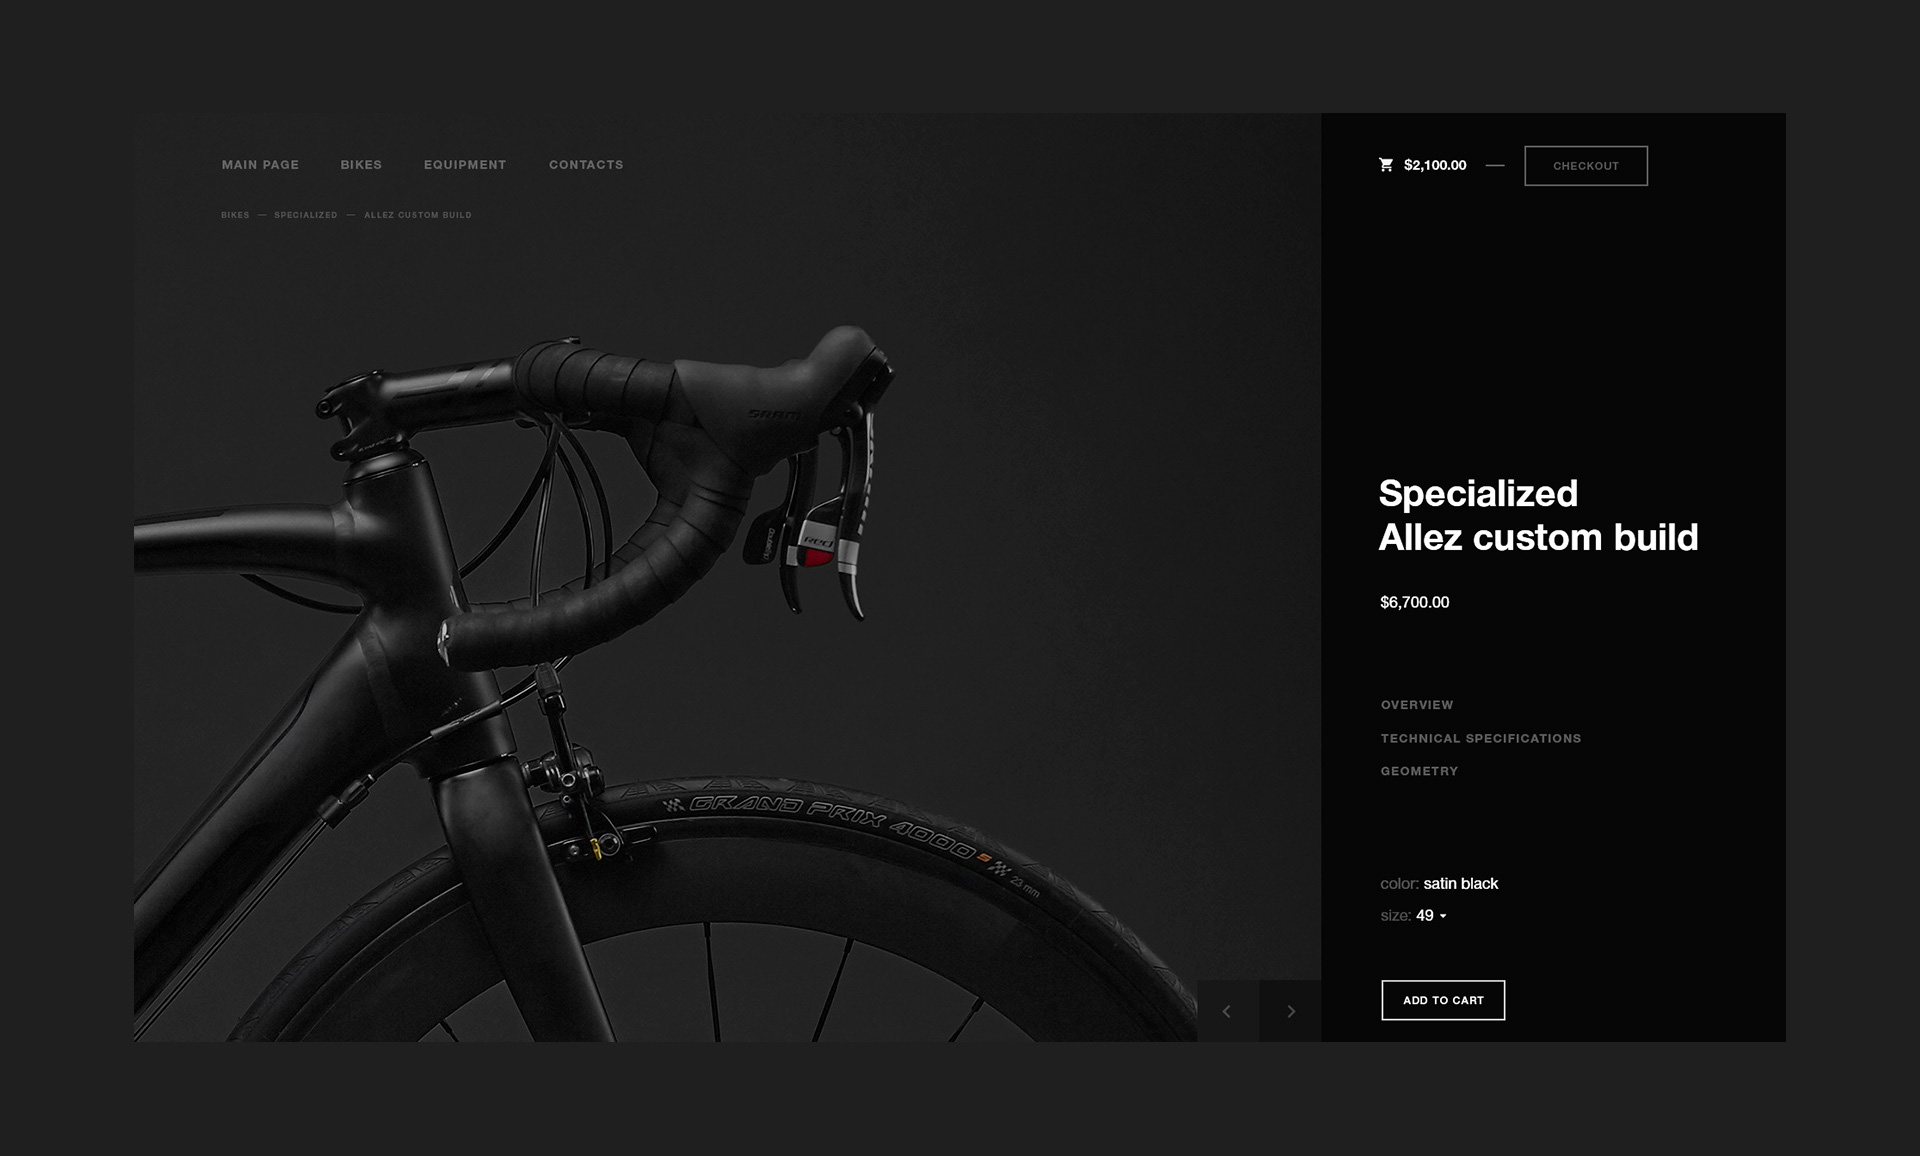 MAIN PAGE BIKES EQUIPMENT CONTACTS
$2,100.00 — CHECKOUT
BIKES — SPECIALIZED — ALLEZ CUSTOM BUILD
SRAM
Specialized
Allez custom build
Red
$6,700.00
OVERVIEW
TECHNICAL SPECIFICATIONS
GEOMETRY
GRAND PRIX 4000 S
23 mm
color: satin black
size: 49
ADD TO CART